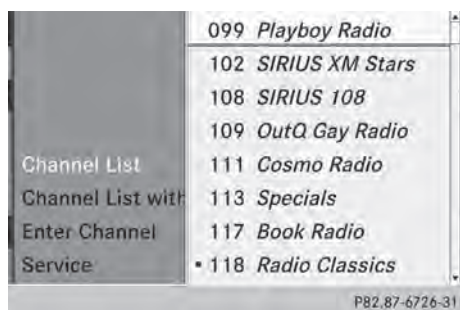 099 Playboy Radio
102 SIRIUS XM Stars
108 SIRIUS 108
109 OutQ Gay Radio
Channel List
111 Cosmo Radio
Channel List with
113 Specials
Enter Channel
117 Book Radio
Service
• 118 Radio Classics
P82.87-6726-31